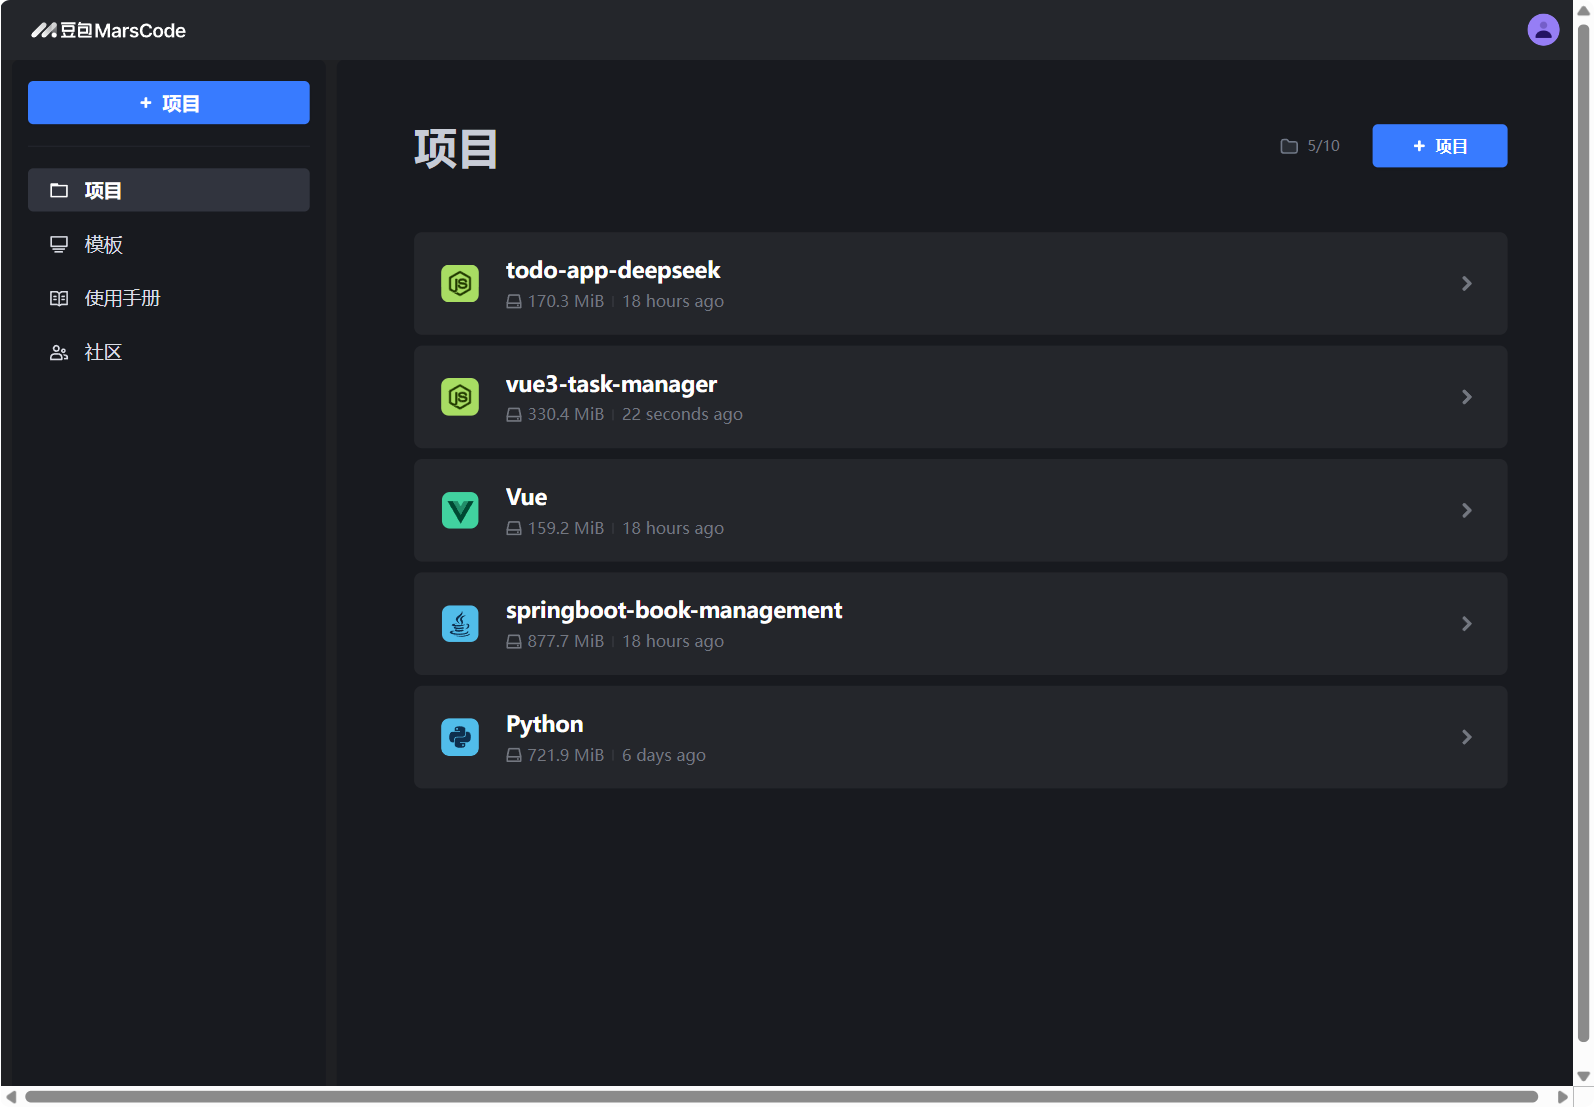 豆包MarsCode
+ 项目
项目
模板
使用手册
社区
项目
5/10
+ 项目
todo-app-deepseek
170.3 MiB | 18 hours ago
vue3-task-manager
330.4 MiB | 22 seconds ago
Vue
159.2 MiB | 18 hours ago
springboot-book-management
877.7 MiB | 18 hours ago
Python
721.9 MiB | 6 days ago